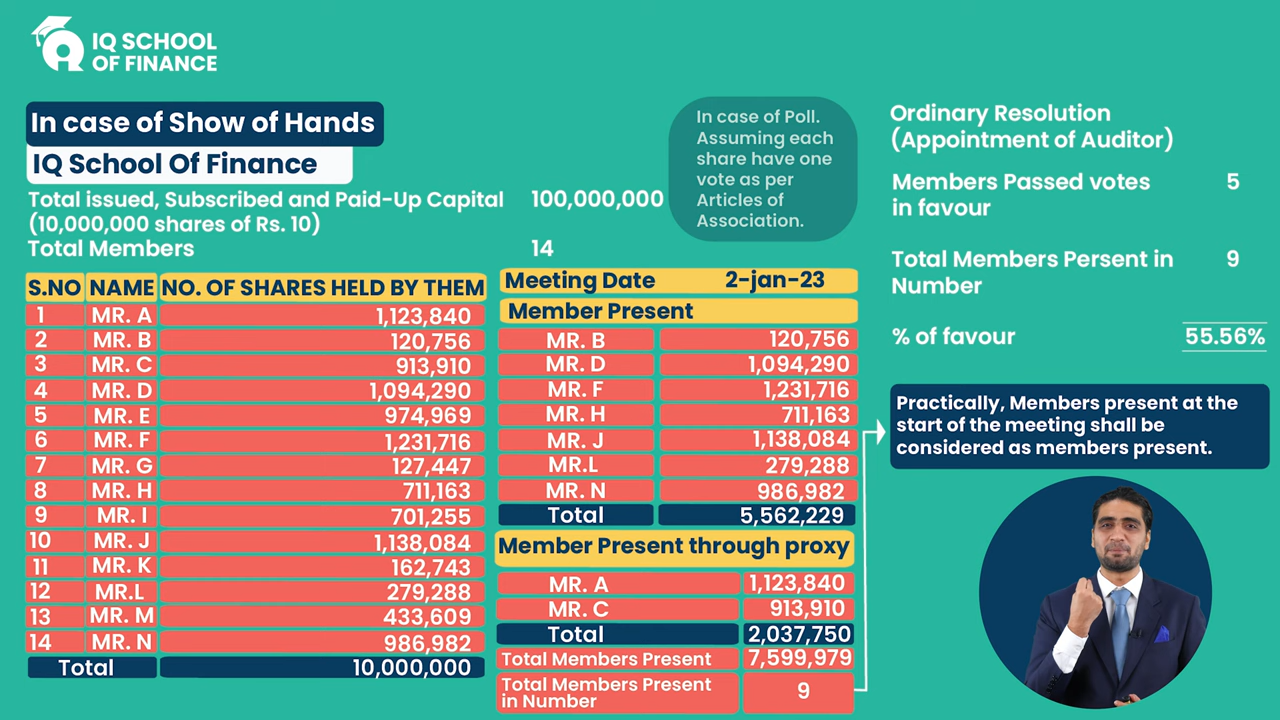 IQ SCHOOL
OF FINANCE
In case of Show of Hands
IQ School Of Finance
Total issued, Subscribed and Paid-Up Capital 100,000,000
(10,000,000 shares of Rs. 10)
Total Members 14
S.NO NAME NO. OF SHARES HELD BY THEM
1 MR. A 1,123,840
2 MR. B 120,756
3 MR. C 913,910
4 MR. D 1,094,290
5 MR. E 974,969
6 MR. F 1,231,716
7 MR. G 127,447
8 MR. H 711,163
9 MR. I 701,255
10 MR. J 1,138,084
11 MR. K 162,743
12 MR.L 279,288
13 MR. M 433,609
14 MR. N 986,982
Total 10,000,000
In case of Poll.
Assuming each
share have one
vote as per
Articles of
Association.
Meeting Date 2-jan-23
Member Present
MR. B 120,756
MR. D 1,094,290
MR. F 1,231,716
MR. H 711,163
MR. J 1,138,084
MR.L 279,288
MR. N 986,982
Total 5,562,229
Member Present through proxy
MR. A 1,123,840
MR. C 913,910
Total 2,037,750
Total Members Present 7,599,979
Total Members Present
in Number 9
Ordinary Resolution
(Appointment of Auditor)
Members Passed votes 5
in favour
Total Members Persent in 9
Number
% of favour 55.56%
Practically, Members present at the
start of the meeting shall be
considered as members present.